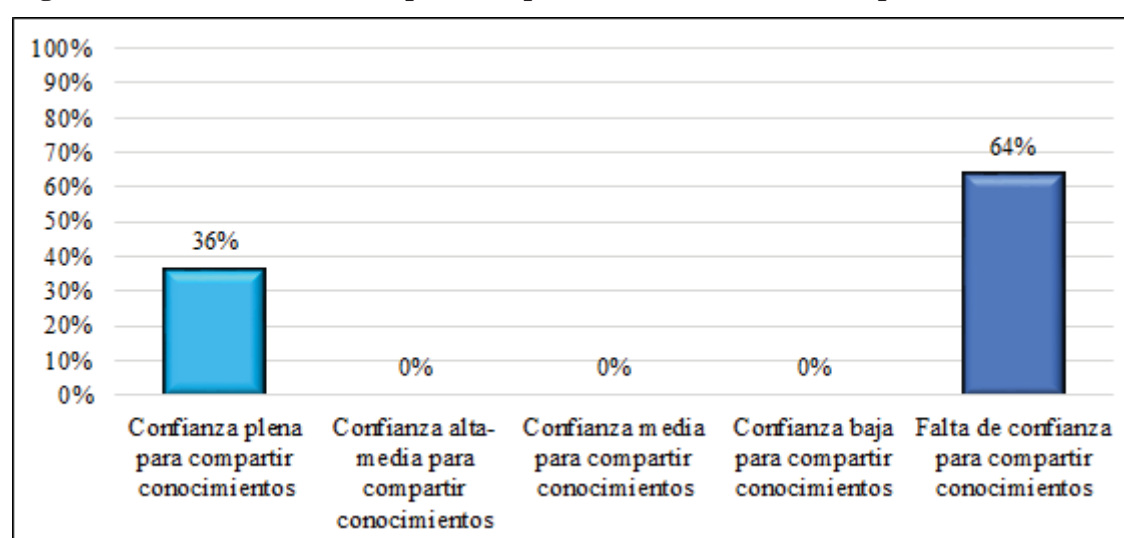 100%
90%
80%
70%
60%
50%
40%
30%
20%
10%
0%
36%
0%
0%
0%
64%
Confianza plena
para compartir
conocimientos
Confianza alta-
media para
compartir
conocimientos
Confianza media
para compartir
conocimientos
Confianza baja
para compartir
conocimientos
Falta de confianza
para compartir
conocimientos